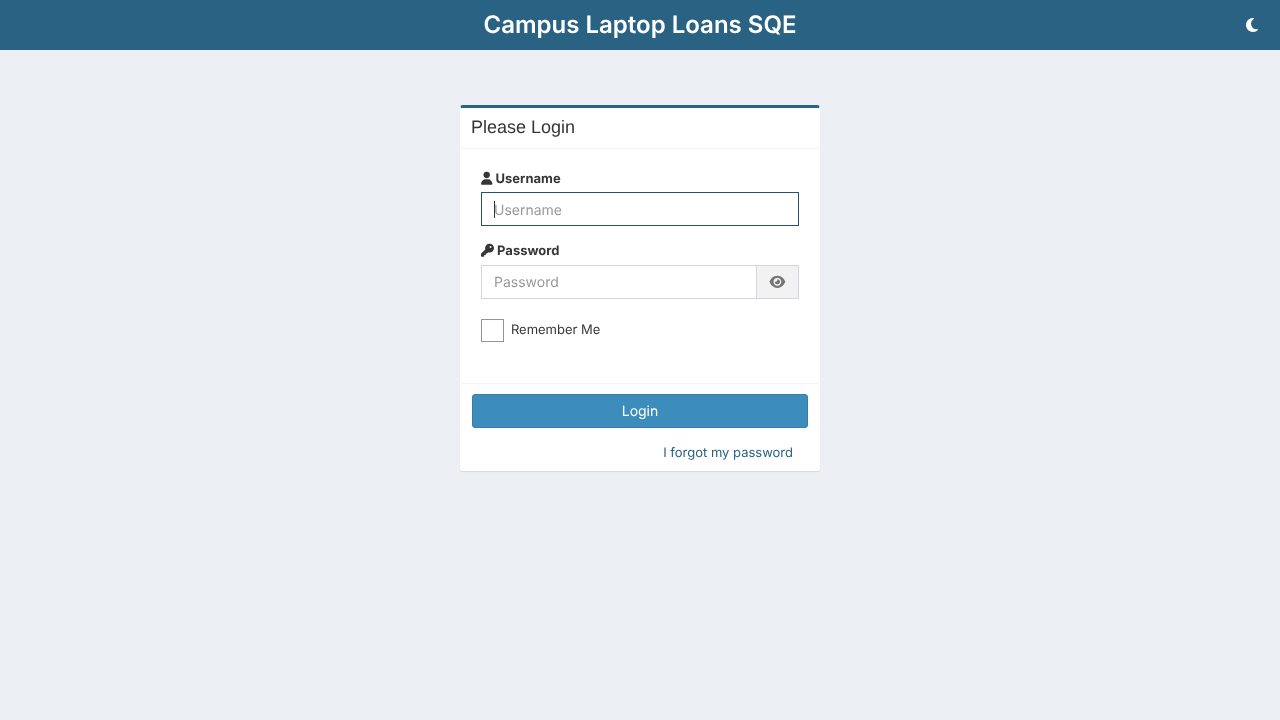 Campus Laptop Loans SQE
Please Login
Username
Username
Password
Password
Remember Me
Login
I forgot my password